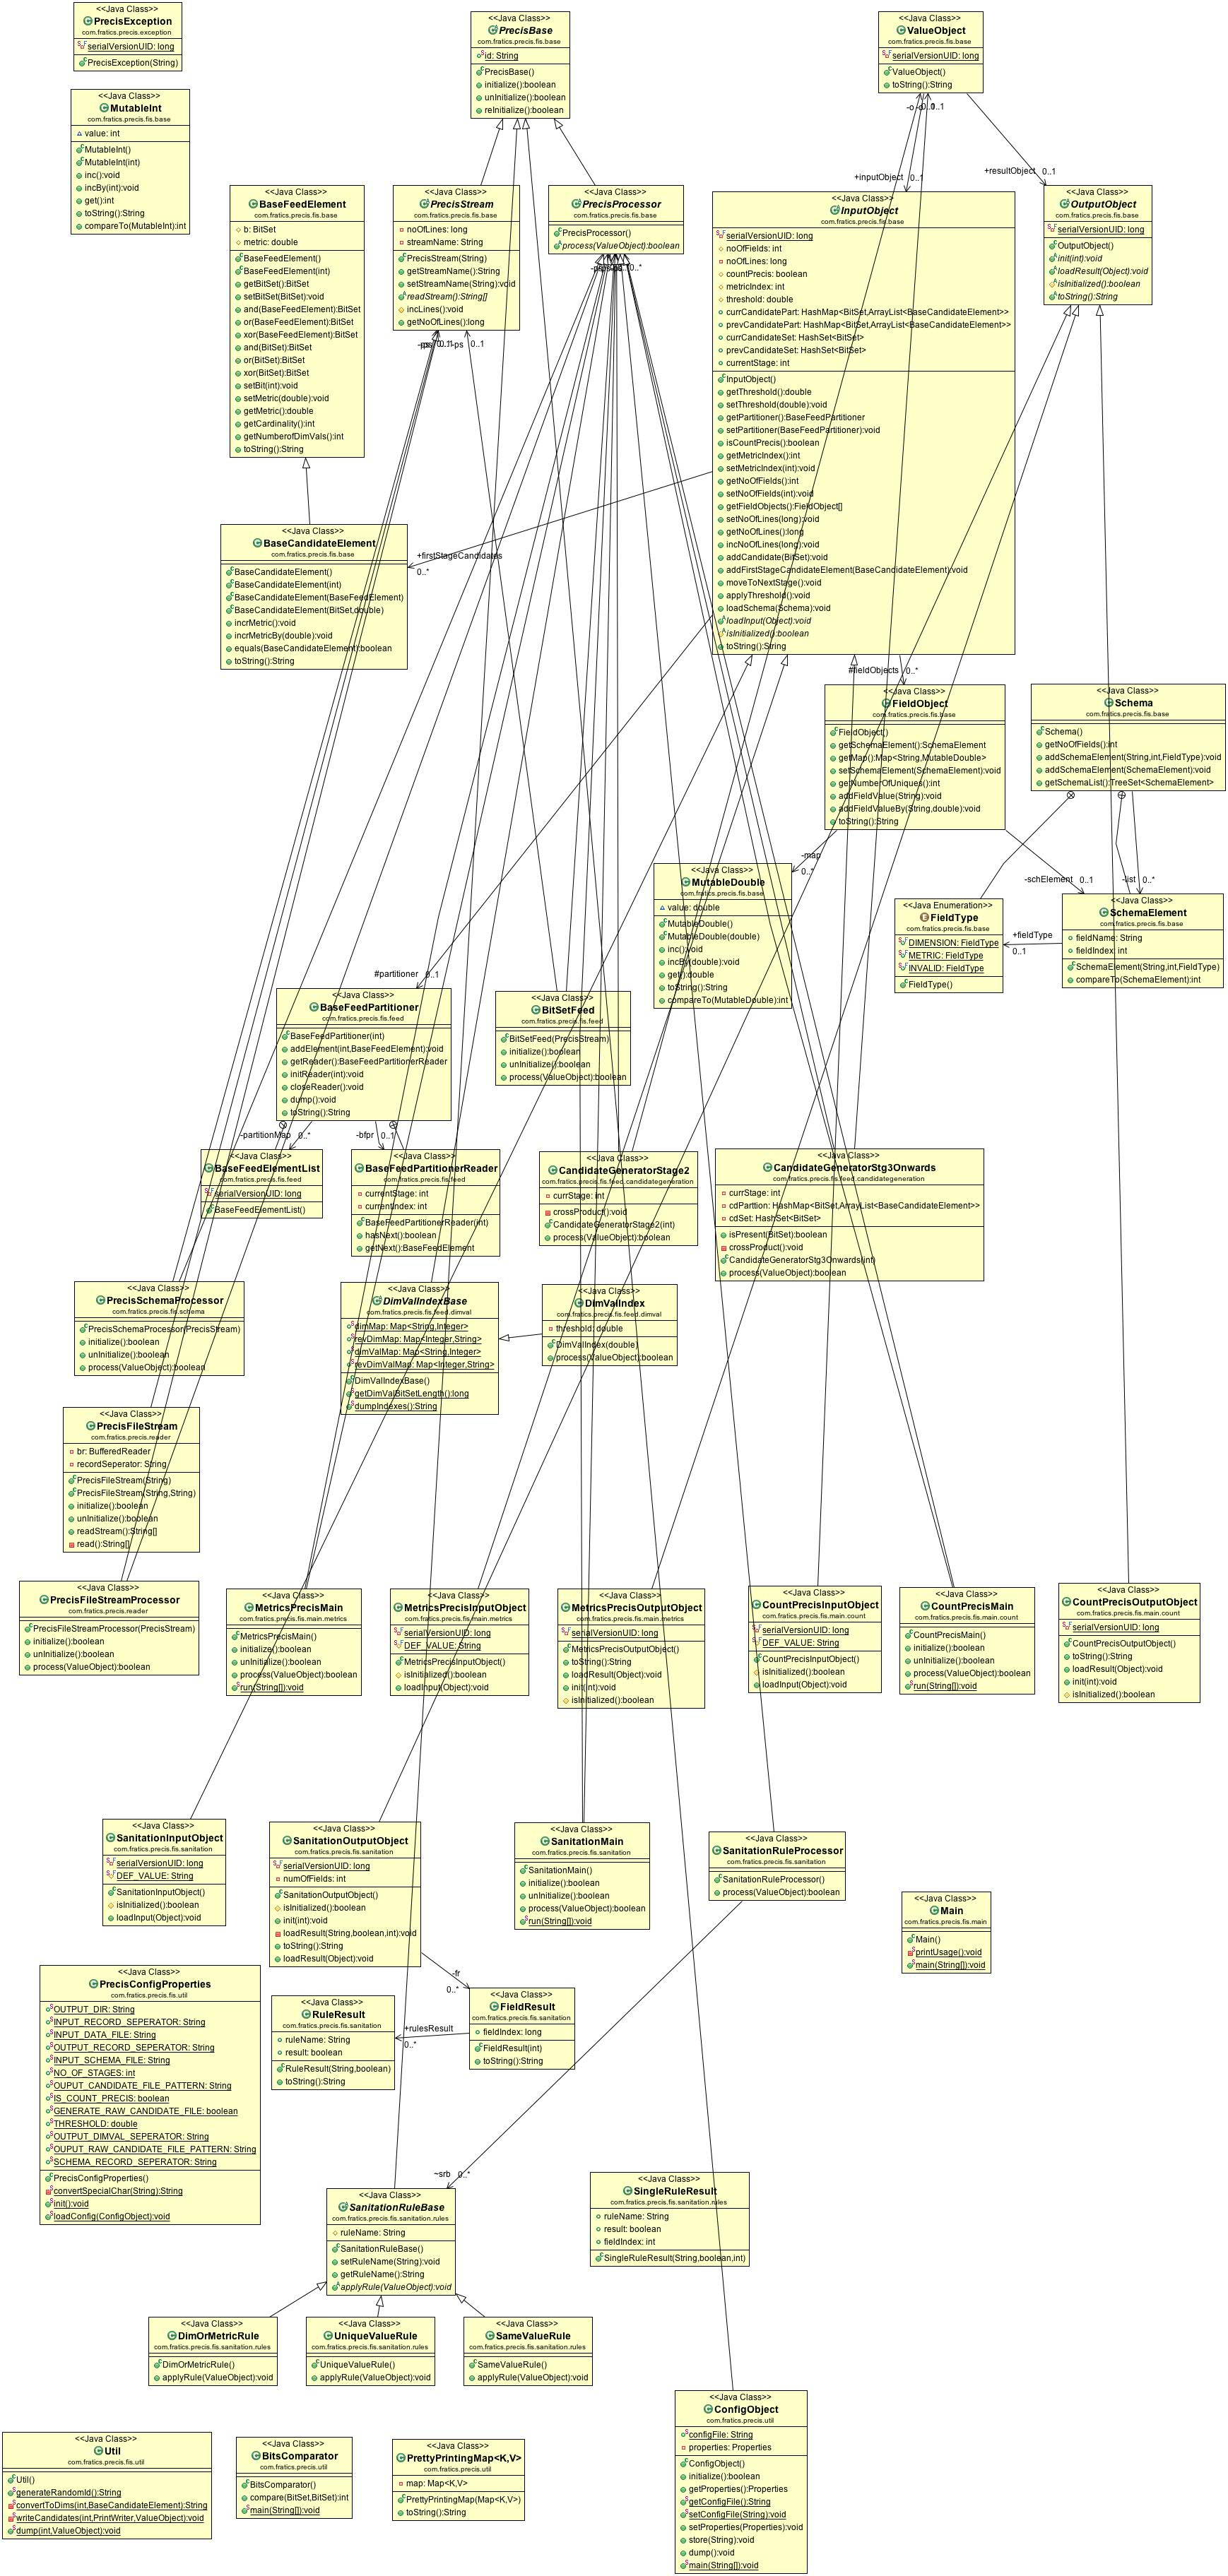 <<Java Class>>
PrecisException
com.fratics.precis.exception
serialVersionUID: long
PrecisException(String)
<<Java Class>>
PrecisBase
com.fratics.precis.fis.base
id: String
PrecisBase()
initialize():boolean
unInitialize():boolean
reInitialize():boolean
<<Java Class>>
ValueObject
com.fratics.precis.fis.base
serialVersionUID: long
ValueObject()
toString():String
<<Java Class>>
MutableInt
com.fratics.precis.fis.base
value: int
MutableInt()
MutableInt(int)
inc():void
incBy(int):void
get():int
toString():String
compareTo(MutableInt):int
<<Java Class>>
BaseFeedElement
com.fratics.precis.fis.base
b: BitSet
metric: double
BaseFeedElement()
BaseFeedElement(int)
getBitSet():BitSet
setBitSet(BitSet):void
and(BaseFeedElement):BitSet
or(BaseFeedElement):BitSet
xor(BaseFeedElement):BitSet
and(BitSet):BitSet
or(BitSet):BitSet
xor(BitSet):BitSet
setBit(int):void
setMetric(double):void
getMetric():double
getCardinality():int
getNumberofDimVals():int
toString():String
<<Java Class>>
PrecisStream
com.fratics.precis.fis.base
noOfLines: long
streamName: String
PrecisStream(String)
getStreamName():String
setStreamName(String):void
readStream():String[]
incLines():void
getNoOfLines():long
-ps
0..1
<<Java Class>>
PrecisProcessor
com.fratics.precis.fis.base
PrecisProcessor()
process(ValueObject):boolean
0..*
+inputObject
0..1
+resultObject
0..1
<<Java Class>>
InputObject
com.fratics.precis.fis.base
serialVersionUID: long
noOfFields: int
noOfLines: long
countPrecis: boolean
metricIndex: int
threshold: double
currCandidatePart: HashMap<BitSet,ArrayList<BaseCandidateElement>>
prevCandidatePart: HashMap<BitSet,ArrayList<BaseCandidateElement>>
currCandidateSet: HashSet<BitSet>
prevCandidateSet: HashSet<BitSet>
currentStage: int
InputObject()
getThreshold():double
setThreshold(double):void
getPartitioner():BaseFeedPartitioner
setPartitioner(BaseFeedPartitioner):void
isCountPrecis():boolean
getMetricIndex():int
setMetricIndex(int):void
getNoOfFields():int
setNoOfFields(int):void
getFieldObjects():FieldObject[]
setNoOfLines(long):void
getNoOfLines():long
incNoOfLines(long):void
addCandidate(BitSet):void
addFirstStageCandidateElement(BaseCandidateElement):void
moveToNextStage():void
applyThreshold():void
loadSchema(Schema):void
loadInput(Object):void
isInitialized():boolean
toString():String
<<Java Class>>
OutputObject
com.fratics.precis.fis.base
serialVersionUID: long
OutputObject()
init(int):void
loadResult(Object):void
isInitialized():boolean
toString():String
<<Java Class>>
BaseCandidateElement
com.fratics.precis.fis.base
BaseCandidateElement()
BaseCandidateElement(int)
BaseCandidateElement(BaseFeedElement)
BaseCandidateElement(BitSet,double)
incrMetric():void
incrMetricBy(double):void
equals(BaseCandidateElement):boolean
toString():String
+firstStageCandidates
0..*
#fieldObjects
0..*
<<Java Class>>
FieldObject
com.fratics.precis.fis.base
FieldObject()
getSchemaElement():SchemaElement
getMap():Map<String,MutableDouble>
setSchemaElement(SchemaElement):void
getNumberOfUniques():int
addFieldValue(String):void
addFieldValueBy(String,double):void
toString():String
<<Java Class>>
Schema
com.fratics.precis.fis.base
Schema()
getNoOfFields():int
addSchemaElement(String,int,FieldType):void
addSchemaElement(SchemaElement):void
getSchemaList():TreeSet<SchemaElement>
-map
0..*
-schElement
0..1
-list
0..*
<<Java Class>>
MutableDouble
com.fratics.precis.fis.base
value: double
MutableDouble()
MutableDouble(double)
inc():void
incBy(double):void
get():double
toString():String
compareTo(MutableDouble):int
<<Java Enumeration>>
FieldType
com.fratics.precis.fis.base
DIMENSION: FieldType
METRIC: FieldType
INVALID: FieldType
FieldType()
+fieldType
0..1
<<Java Class>>
SchemaElement
com.fratics.precis.fis.base
fieldName: String
fieldIndex: int
SchemaElement(String,int,FieldType)
compareTo(SchemaElement):int
#partitioner
0..1
<<Java Class>>
BaseFeedPartitioner
com.fratics.precis.fis.feed
BaseFeedPartitioner(int)
addElement(int,BaseFeedElement):void
getReader():BaseFeedPartitionerReader
initReader(int):void
closeReader():void
dump():void
toString():String
<<Java Class>>
BitSetFeed
com.fratics.precis.fis.feed
BitSetFeed(PrecisStream)
initialize():boolean
unInitialize():boolean
process(ValueObject):boolean
-partitionMap
0..*
-bfpr
0..1
<<Java Class>>
BaseFeedElementList
com.fratics.precis.fis.feed
serialVersionUID: long
BaseFeedElementList()
<<Java Class>>
BaseFeedPartitionerReader
com.fratics.precis.fis.feed
currentStage: int
currentIndex: int
BaseFeedPartitionerReader(int)
hasNext():boolean
getNext():BaseFeedElement
<<Java Class>>
CandidateGeneratorStage2
com.fratics.precis.fis.feed.candidategeneration
currStage: int
crossProduct():void
CandidateGeneratorStage2(int)
process(ValueObject):boolean
<<Java Class>>
CandidateGeneratorStg3Onwards
com.fratics.precis.fis.feed.candidategeneration
currStage: int
cdParttion: HashMap<BitSet,ArrayList<BaseCandidateElement>>
cdSet: HashSet<BitSet>
isPresent(BitSet):boolean
crossProduct():void
CandidateGeneratorStg3Onwards(int)
process(ValueObject):boolean
<<Java Class>>
PrecisSchemaProcessor
com.fratics.precis.fis.schema
PrecisSchemaProcessor(PrecisStream)
initialize():boolean
unInitialize():boolean
process(ValueObject):boolean
<<Java Class>>
DimValIndexBase
com.fratics.precis.fis.feed.dimval
dimMap: Map<String,Integer>
revDimMap: Map<Integer,String>
dimValMap: Map<String,Integer>
revDimValMap: Map<Integer,String>
DimValIndexBase()
getDimValBitSetLength():long
dumpIndexes():String
<<Java Class>>
DimValIndex
com.fratics.precis.fis.feed.dimval
threshold: double
DimValIndex(double)
process(ValueObject):boolean
<<Java Class>>
PrecisFileStream
com.fratics.precis.reader
br: BufferedReader
recordSeperator: String
PrecisFileStream(String)
PrecisFileStream(String,String)
initialize():boolean
unInitialize():boolean
readStream():String[]
read():String[]
<<Java Class>>
PrecisFileStreamProcessor
com.fratics.precis.reader
PrecisFileStreamProcessor(PrecisStream)
initialize():boolean
unInitialize():boolean
process(ValueObject):boolean
<<Java Class>>
MetricsPrecisMain
com.fratics.precis.fis.main.metrics
MetricsPrecisMain()
initialize():boolean
unInitialize():boolean
process(ValueObject):boolean
run(String[]):void
<<Java Class>>
MetricsPrecisInputObject
com.fratics.precis.fis.main.metrics
serialVersionUID: long
DEF_VALUE: String
MetricsPrecisInputObject()
isInitialized():boolean
loadInput(Object):void
<<Java Class>>
MetricsPrecisOutputObject
com.fratics.precis.fis.main.metrics
serialVersionUID: long
MetricsPrecisOutputObject()
toString():String
loadResult(Object):void
init(int):void
isInitialized():boolean
<<Java Class>>
CountPrecisInputObject
com.fratics.precis.fis.main.count
serialVersionUID: long
DEF_VALUE: String
CountPrecisInputObject()
isInitialized():boolean
loadInput(Object):void
<<Java Class>>
CountPrecisMain
com.fratics.precis.fis.main.count
CountPrecisMain()
initialize():boolean
unInitialize():boolean
process(ValueObject):boolean
run(String[]):void
<<Java Class>>
CountPrecisOutputObject
com.fratics.precis.fis.main.count
serialVersionUID: long
CountPrecisOutputObject()
toString():String
loadResult(Object):void
init(int):void
isInitialized():boolean
<<Java Class>>
SanitationInputObject
com.fratics.precis.fis.sanitation
serialVersionUID: long
DEF_VALUE: String
SanitationInputObject()
isInitialized():boolean
loadInput(Object):void
<<Java Class>>
SanitationOutputObject
com.fratics.precis.fis.sanitation
serialVersionUID: long
numOfFields: int
SanitationOutputObject()
isInitialized():boolean
init(int):void
loadResult(String,boolean,int):void
toString():String
loadResult(Object):void
<<Java Class>>
SanitationMain
com.fratics.precis.fis.sanitation
SanitationMain()
initialize():boolean
unInitialize():boolean
process(ValueObject):boolean
run(String[]):void
<<Java Class>>
SanitationRuleProcessor
com.fratics.precis.fis.sanitation
SanitationRuleProcessor()
process(ValueObject):boolean
<<Java Class>>
Main
com.fratics.precis.fis.main
Main()
printUsage():void
main(String[]):void
<<Java Class>>
PrecisConfigProperties
com.fratics.precis.fis.util
OUTPUT_DIR: String
INPUT_RECORD_SEPERATOR: String
INPUT_DATA_FILE: String
OUTPUT_RECORD_SEPERATOR: String
INPUT_SCHEMA_FILE: String
NO_OF_STAGES: int
OUPUT_CANDIDATE_FILE_PATTERN: String
IS_COUNT_PRECIS: boolean
GENERATE_RAW_CANDIDATE_FILE: boolean
THRESHOLD: double
OUTPUT_DIMVAL_SEPERATOR: String
OUPUT_RAW_CANDIDATE_FILE_PATTERN: String
SCHEMA_RECORD_SEPERATOR: String
PrecisConfigProperties()
convertSpecialChar(String):String
init():void
loadConfig(ConfigObject):void
-fr
0..*
<<Java Class>>
RuleResult
com.fratics.precis.fis.sanitation
ruleName: String
result: boolean
RuleResult(String,boolean)
toString():String
+rulesResult
0..*
<<Java Class>>
FieldResult
com.fratics.precis.fis.sanitation
fieldIndex: long
FieldResult(int)
toString():String
~srb
0..*
<<Java Class>>
SanitationRuleBase
com.fratics.precis.fis.sanitation.rules
ruleName: String
SanitationRuleBase()
setRuleName(String):void
getRuleName():String
applyRule(ValueObject):void
<<Java Class>>
SingleRuleResult
com.fratics.precis.fis.sanitation.rules
ruleName: String
result: boolean
fieldIndex: int
SingleRuleResult(String,boolean,int)
<<Java Class>>
DimOrMetricRule
com.fratics.precis.fis.sanitation.rules
DimOrMetricRule()
applyRule(ValueObject):void
<<Java Class>>
UniqueValueRule
com.fratics.precis.fis.sanitation.rules
UniqueValueRule()
applyRule(ValueObject):void
<<Java Class>>
SameValueRule
com.fratics.precis.fis.sanitation.rules
SameValueRule()
applyRule(ValueObject):void
<<Java Class>>
Util
com.fratics.precis.fis.util
Util()
generateRandomId():String
convertToDims(int,BaseCandidateElement):String
writeCandidates(int,PrintWriter,ValueObject):void
dump(int,ValueObject):void
<<Java Class>>
BitsComparator
com.fratics.precis.util
BitsComparator()
compare(BitSet,BitSet):int
main(String[]):void
<<Java Class>>
PrettyPrintingMap<K,V>
com.fratics.precis.util
map: Map<K,V>
PrettyPrintingMap(Map<K,V>)
toString():String
<<Java Class>>
ConfigObject
com.fratics.precis.util
configFile: String
properties: Properties
ConfigObject()
initialize():boolean
getProperties():Properties
getConfigFile():String
setConfigFile(String):void
setProperties(Properties):void
store(String):void
dump():void
main(String[]):void